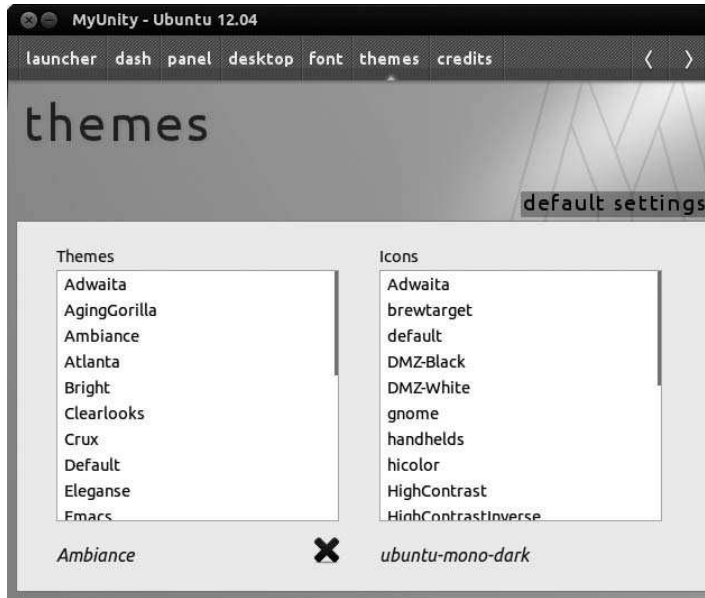 MyUnity - Ubuntu 12.04
launcher dash panel desktop font themes credits
themes
default settings
Themes
Adwaita
AgingGorilla
Ambiance
Atlanta
Bright
Clearlooks
Crux
Default
Eleganse
Emacs
Ambiance
Icons
Adwaita
brewtarget
default
DMZ-Black
DMZ-White
gnome
handhelds
hicolor
HighContrast
HighContrastInverse
ubuntu-mono-dark